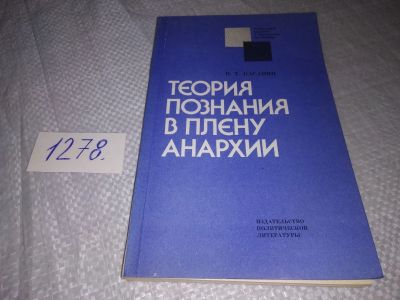 ТЕОРИЯ
ПОЗНАНИЯ
В ПЛЕНУ
АНАРХИИ
ИЗДАТЕЛЬСТВО
ПОЛИТИЧЕСКОЙ
ЛИТЕРАТУРЫ
1278.